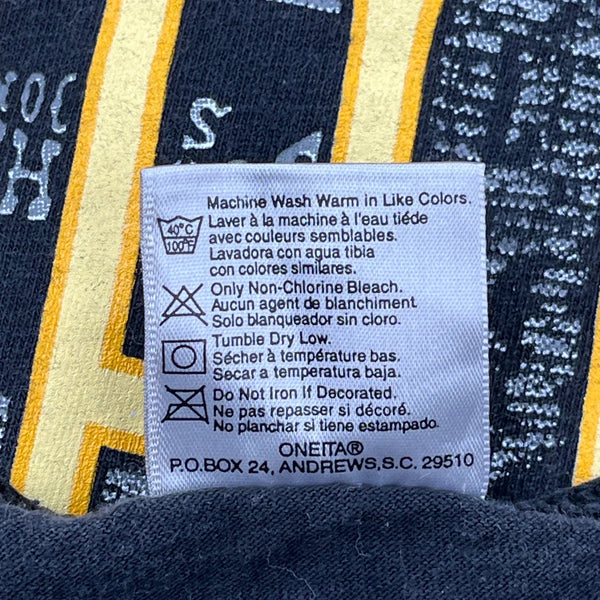 Machine Wash Warm in Like Colors.
40°C
100°F
Laver à la machine à l'eau tiéde
avec couleurs semblables.
Lavadora con agua tibia
con colores similares.
Only Non-Chlorine Bleach.
Aucun agent de blanchiment
Solo blanqueador sin cloro.
Tumble Dry Low.
Sécher à température bas.
Secar a temperatura baja.
Do Not Iron If Decorated.
Ne pas repasser si décoré.
No planchar si tiene estampado.
ONEITA®
P.O.BOX 24, ANDREWS,S.C. 29510